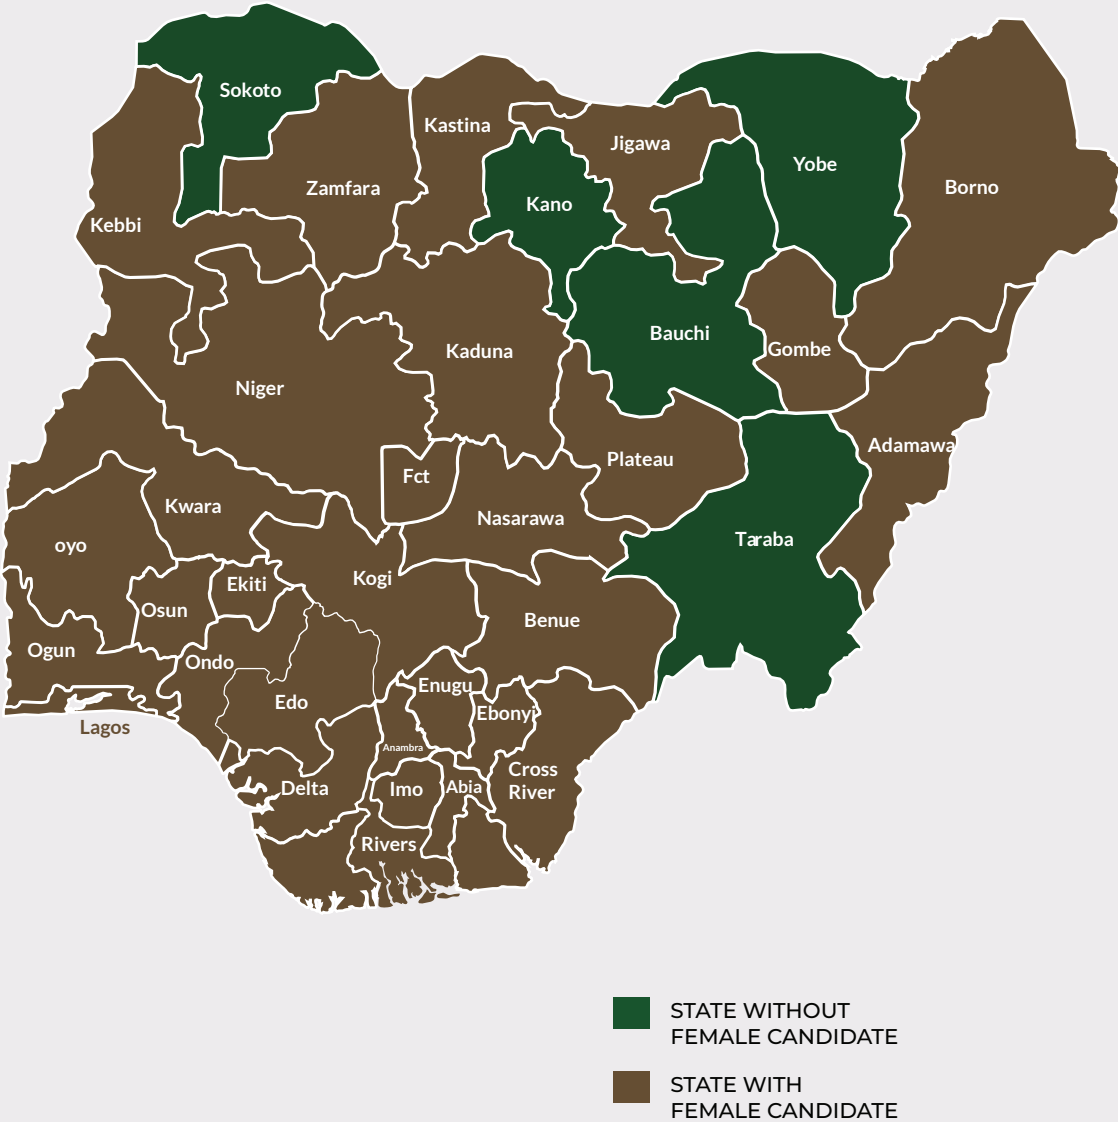 Sokoto
Kastina
Jigawa
Yobe
Zamfara
Borno
Kano
Kebbi
Bauchi
Gombe
Kaduna
Niger
Adamawa
Plateau
Fct
Kwara
Nasarawa
Taraba
oyo
Kogi
Ekiti
Osun
Benue
Ogun
Ondo
Enugu
Edo
Ebonyi
Lagos
Anambra
Cross
River
Delta
Imo
Abia
Rivers
STATE WITHOUT
FEMALE CANDIDATE
STATE WITH
FEMALE CANDIDATE